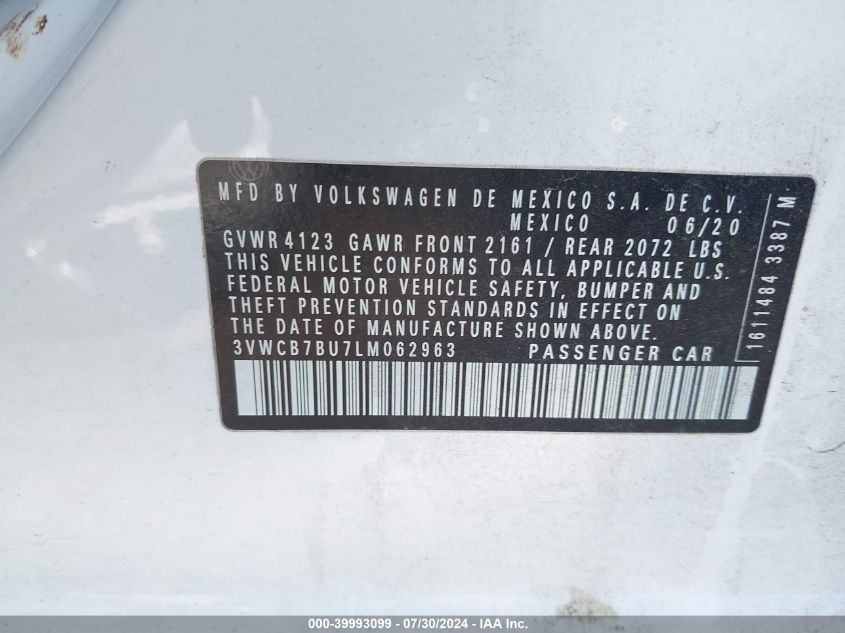 MFD BY VOLKSWAGEN DE MEXICO S.A. DE C.V.
MEXICO 06/20
GVWR 4123 GAWR FRONT 2161 / REAR 2072 LBS
THIS VEHICLE CONFORMS TO ALL APPLICABLE U.S.
FEDERAL MOTOR VEHICLE SAFETY, BUMPER AND
THEFT PREVENTION STANDARDS IN EFFECT ON
THE DATE OF MANUFACTURE SHOWN ABOVE.
3VWCB7BU7LM062963 PASSENGER CAR
1611484 3387 M
000-39993099 - 07/30/2024 - IAA Inc.